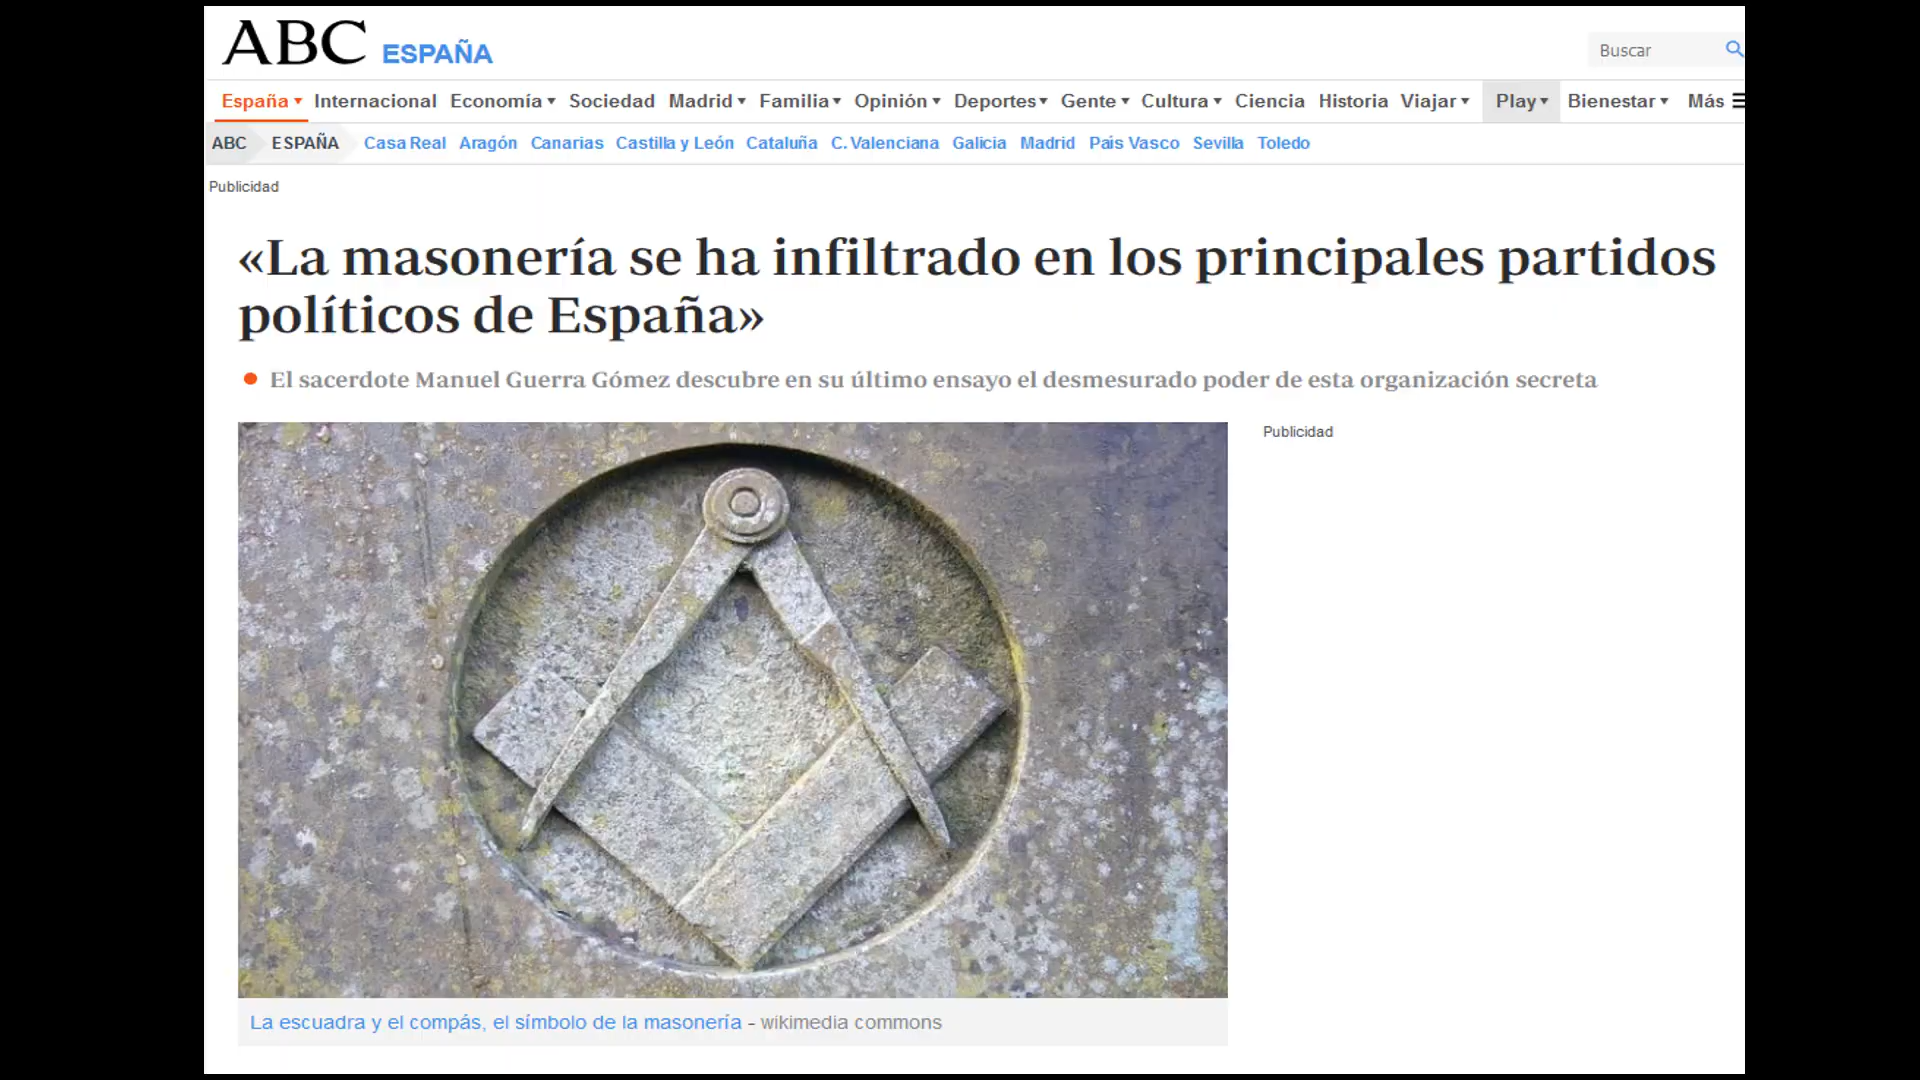 ABC ESPAÑA
Buscar
España Internacional Economía Sociedad Madrid Familia Opinión Deportes Gente Cultura Ciencia Historia Viajar Play Bienestar Más
ABC ESPAÑA Casa Real Aragón Canarias Castilla y León Cataluña C. Valenciana Galicia Madrid País Vasco Sevilla Toledo
Publicidad
«La masonería se ha infiltrado en los principales partidos
políticos de España»
El sacerdote Manuel Guerra Gómez descubre en su último ensayo el desmesurado poder de esta organización secreta
Publicidad
La escuadra y el compás, el símbolo de la masonería - wikimedia commons